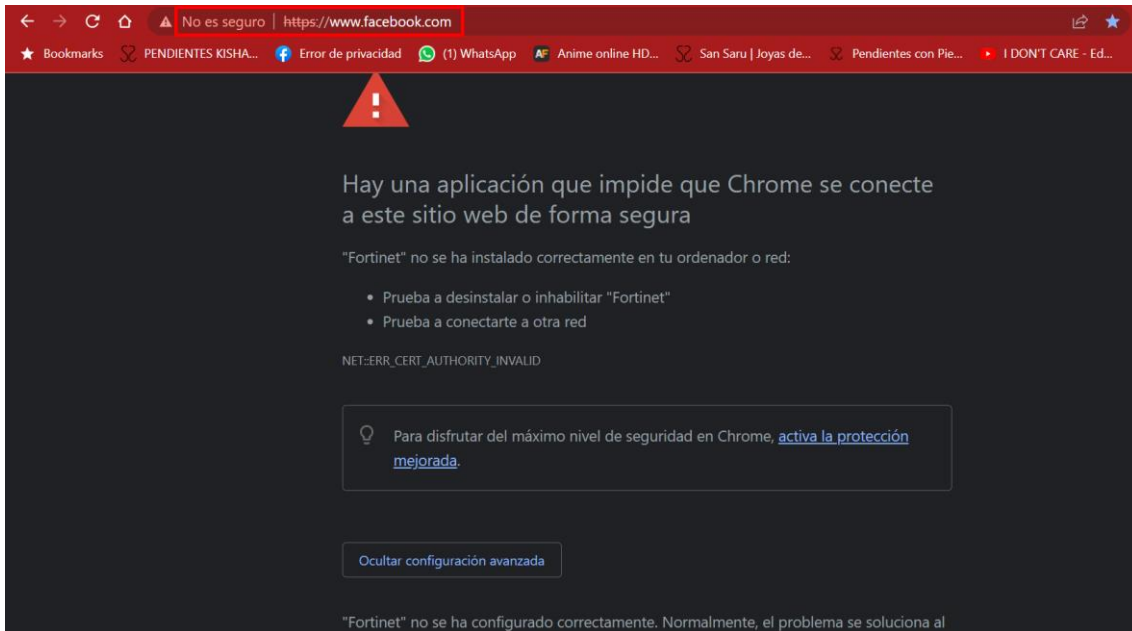 No es seguro | https://www.facebook.com
Bookmarks PENDIENTES KISHA... Error de privacidad (1) WhatsApp AF Anime online HD... San Saru | Joyas de... Pendientes con Pie... I DON'T CARE - Ed...
Hay una aplicación que impide que Chrome se conecte
a este sitio web de forma segura
"Fortinet" no se ha instalado correctamente en tu ordenador o red:
• Prueba a desinstalar o inhabilitar "Fortinet"
• Prueba a conectarte a otra red
NET::ERR_CERT_AUTHORITY_INVALID
Para disfrutar del máximo nivel de seguridad en Chrome, activa la protección
mejorada.
Ocultar configuración avanzada
"Fortinet" no se ha configurado correctamente. Normalmente, el problema se soluciona al